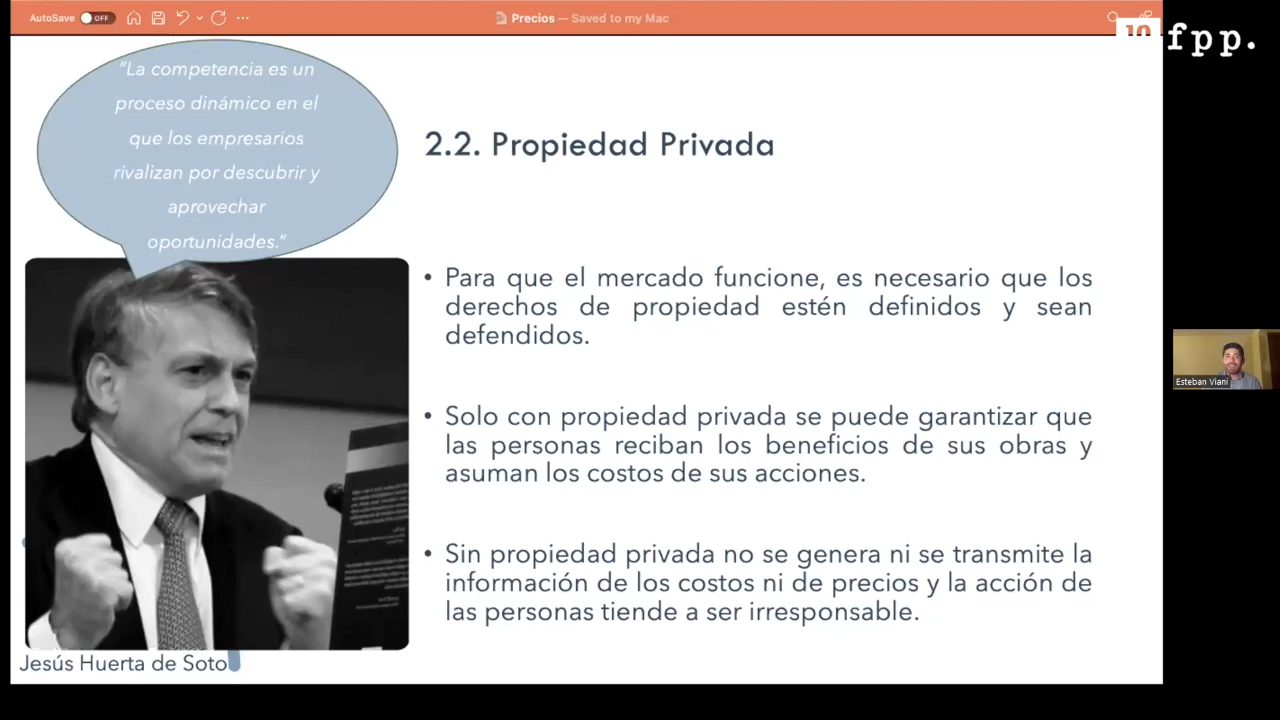 AutoSave OFF
Precios — Saved to my Mac
10
fpp.
“La competencia es un
proceso dinámico en el
que los empresarios
rivalizan por descubrir y
aprovechar
oportunidades.“
2.2. Propiedad Privada
• Para que el mercado funcione, es necesario que los
derechos de propiedad estén definidos y sean
defendidos.
• Solo con propiedad privada se puede garantizar que
las personas reciban los beneficios de sus obras y
asuman los costos de sus acciones.
• Sin propiedad privada no se genera ni se transmite la
información de los costos ni de precios y la acción de
las personas tiende a ser irresponsable.
Jesús Huerta de Soto
Esteban Viani